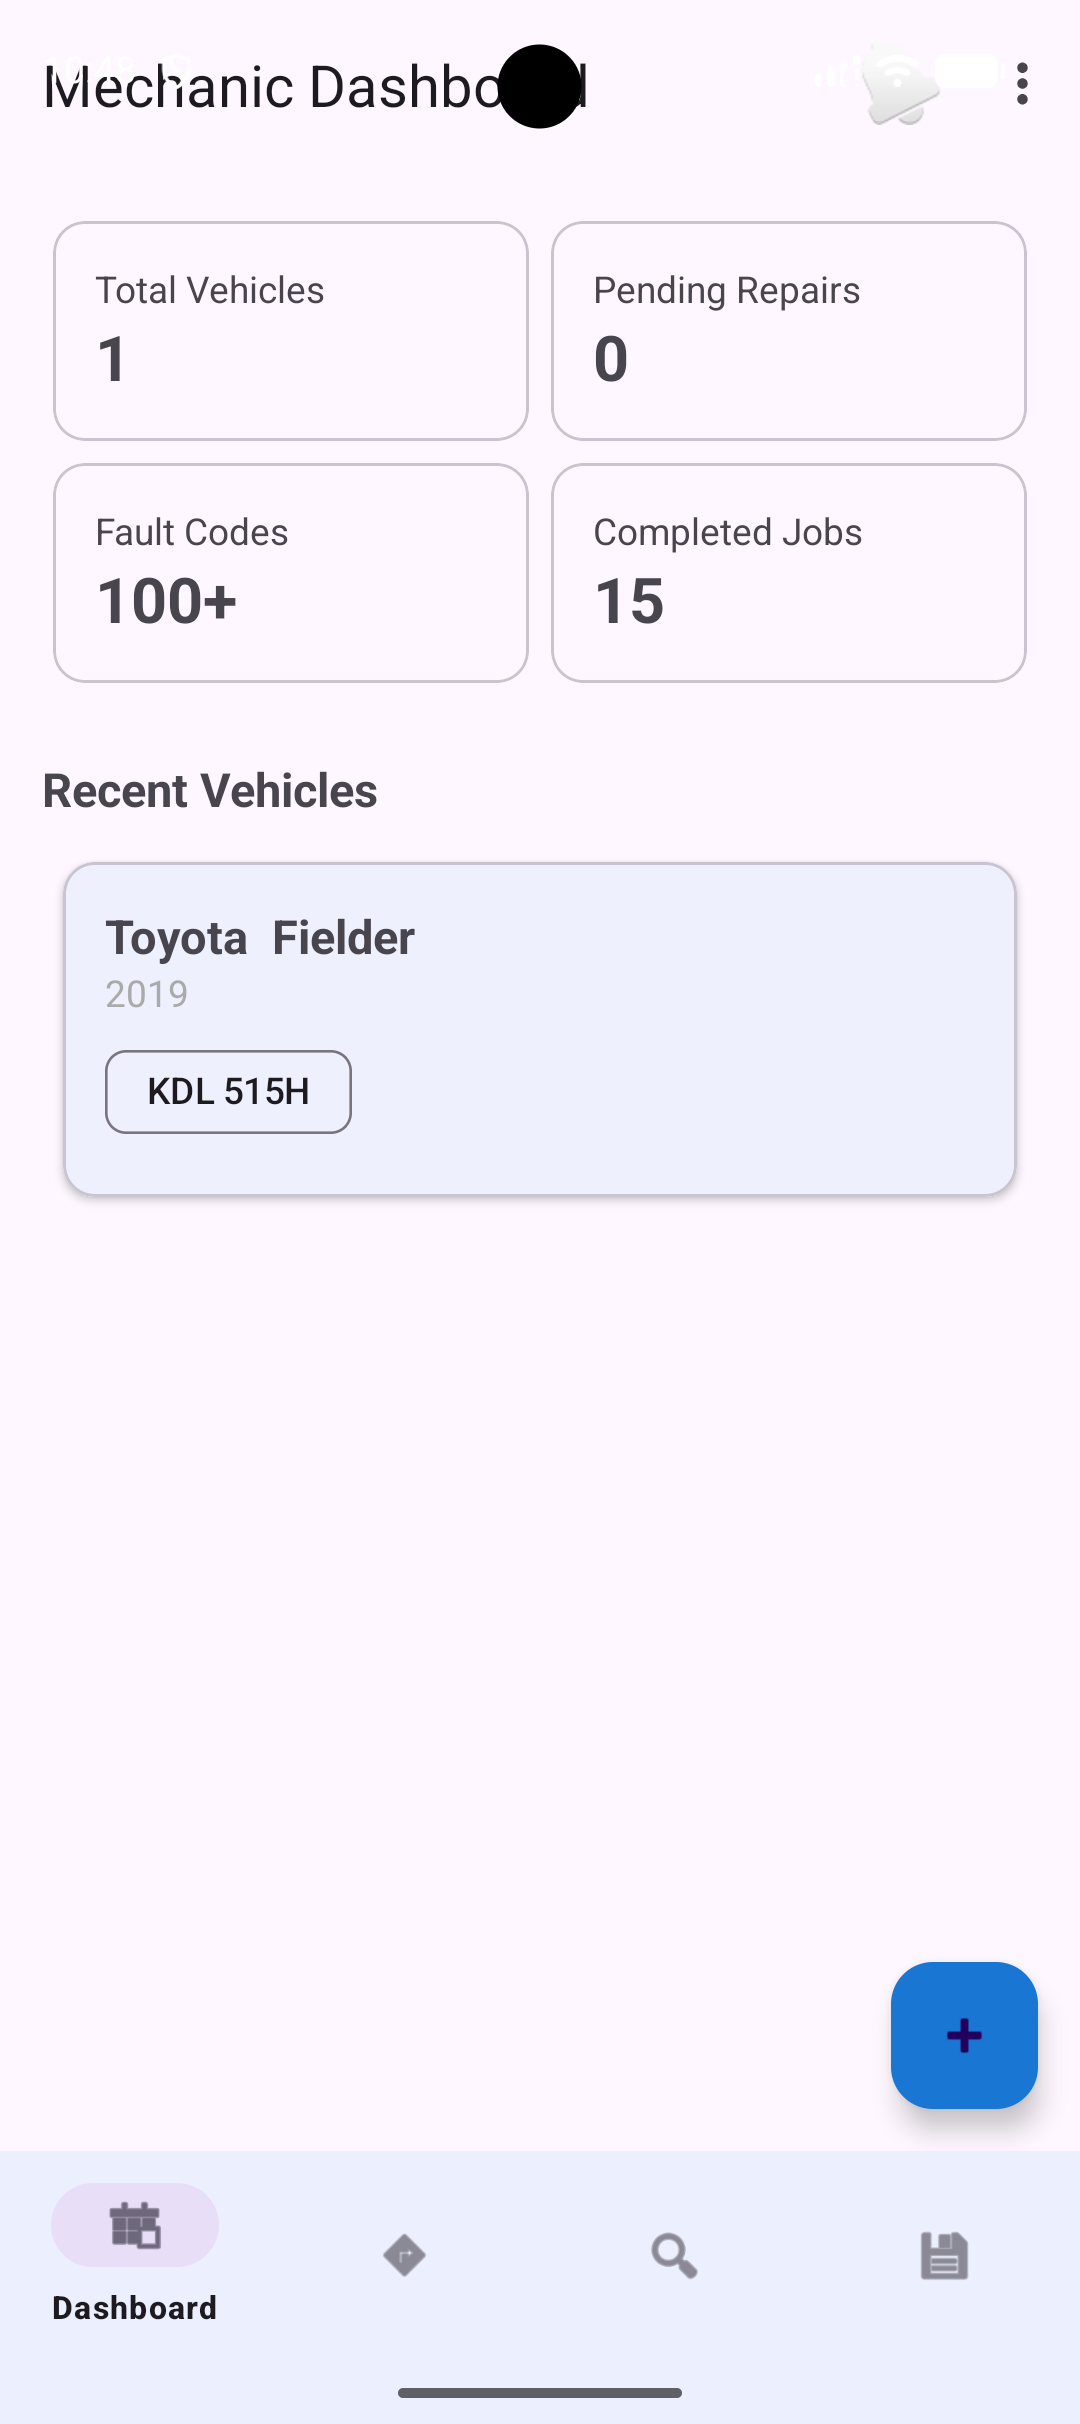 Mechanic
Total Vehicles
1
Pending Repairs
0
Fault Codes
100+
Completed Jobs
15
Recent Vehicles
Toyota Fielder
2019
KDL 515H
Dashboard